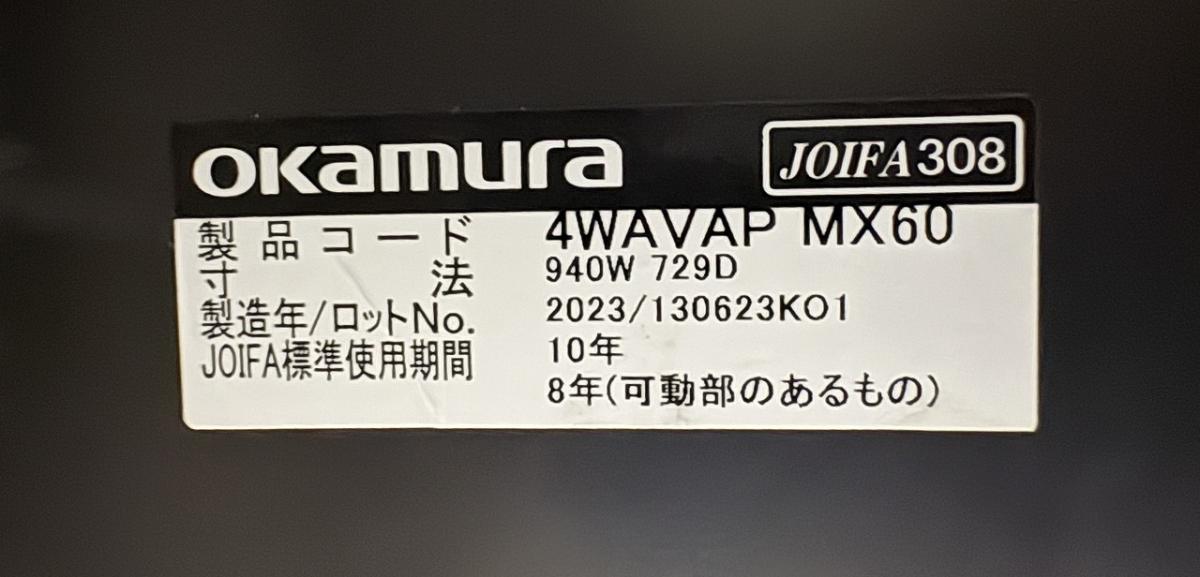 okamura JOIFA308
製品コード 4WAVAP MX60
寸法 940W 729D
製造年/ロットNo. 2023/130623KO1
JOIFA標準使用期間 10年
8年(可動部のあるもの)